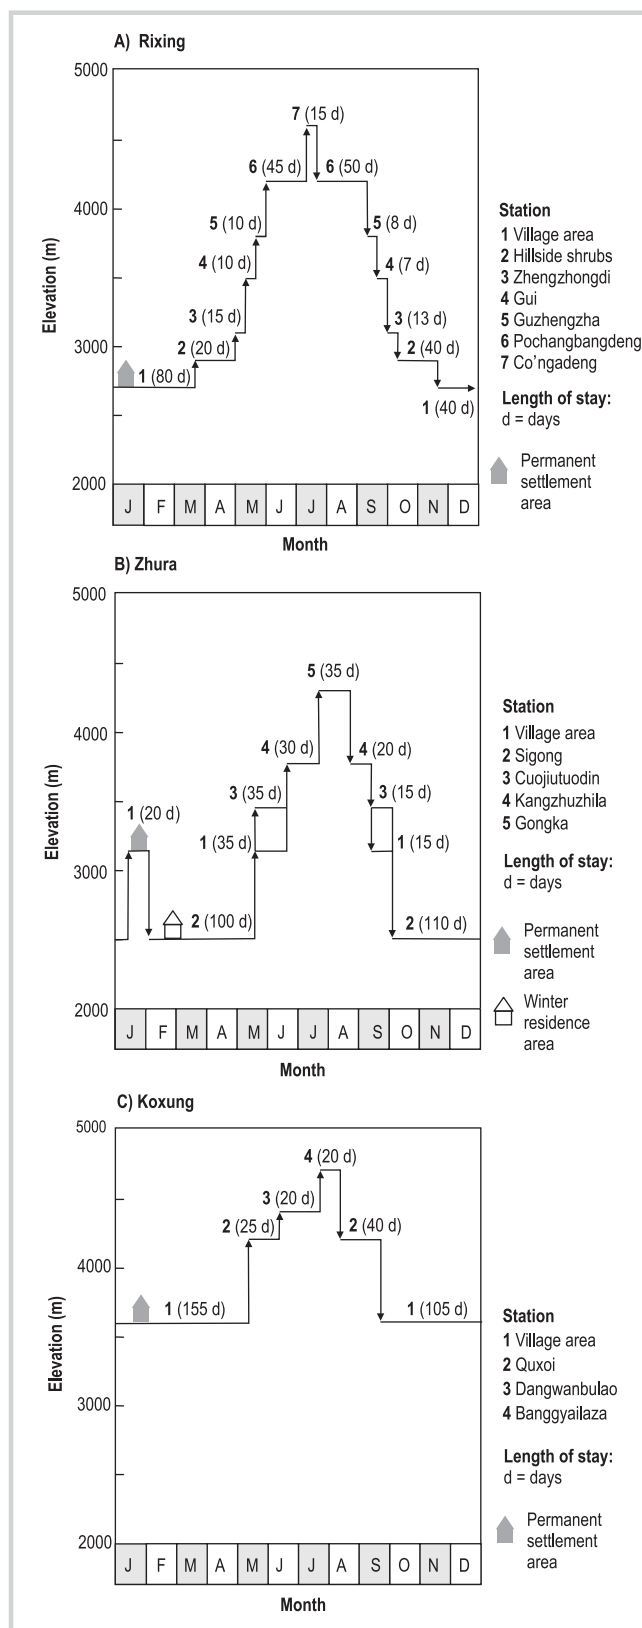 A) Rixing
5000
4000
3000
2000
Elevation (m)
7 (15 d)
6 (45 d)
6 (50 d)
5 (10 d)
5 (8 d)
4 (10 d)
4 (7 d)
3 (15 d)
3 (13 d)
2 (20 d)
2 (40 d)
1 (80 d)
1 (40 d)
J F M A M J J A S O N D
Month
Station
1 Village area
2 Hillside shrubs
3 Zhengzhongdi
4 Gui
5 Guzhengzha
6 Pochangbangdeng
7 Co'ngadeng
Length of stay:
d = days
Permanent
settlement
area
B) Zhura
5000
4000
3000
2000
Elevation (m)
5 (35 d)
4 (30 d)
4 (20 d)
3 (35 d)
3 (15 d)
1 (20 d)
1 (35 d)
1 (15 d)
2 (100 d)
2 (110 d)
J F M A M J J A S O N D
Month
Station
1 Village area
2 Sigong
3 Cuojiutuodin
4 Kangzhuzhila
5 Gongka
Length of stay:
d = days
Permanent
settlement
area
Winter
residence
area
C) Koxung
5000
4000
3000
2000
Elevation (m)
4 (20 d)
3 (20 d)
2 (25 d)
2 (40 d)
1 (155 d)
1 (105 d)
J F M A M J J A S O N D
Month
Station
1 Village area
2 Quxoi
3 Dangwanbulao
4 Banggyailaza
Length of stay:
d = days
Permanent
settlement
area